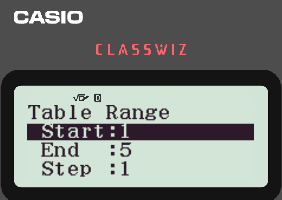 CASIO
CLASSWIZ
√▱ D
Table Range
Start:1
End :5
Step :1